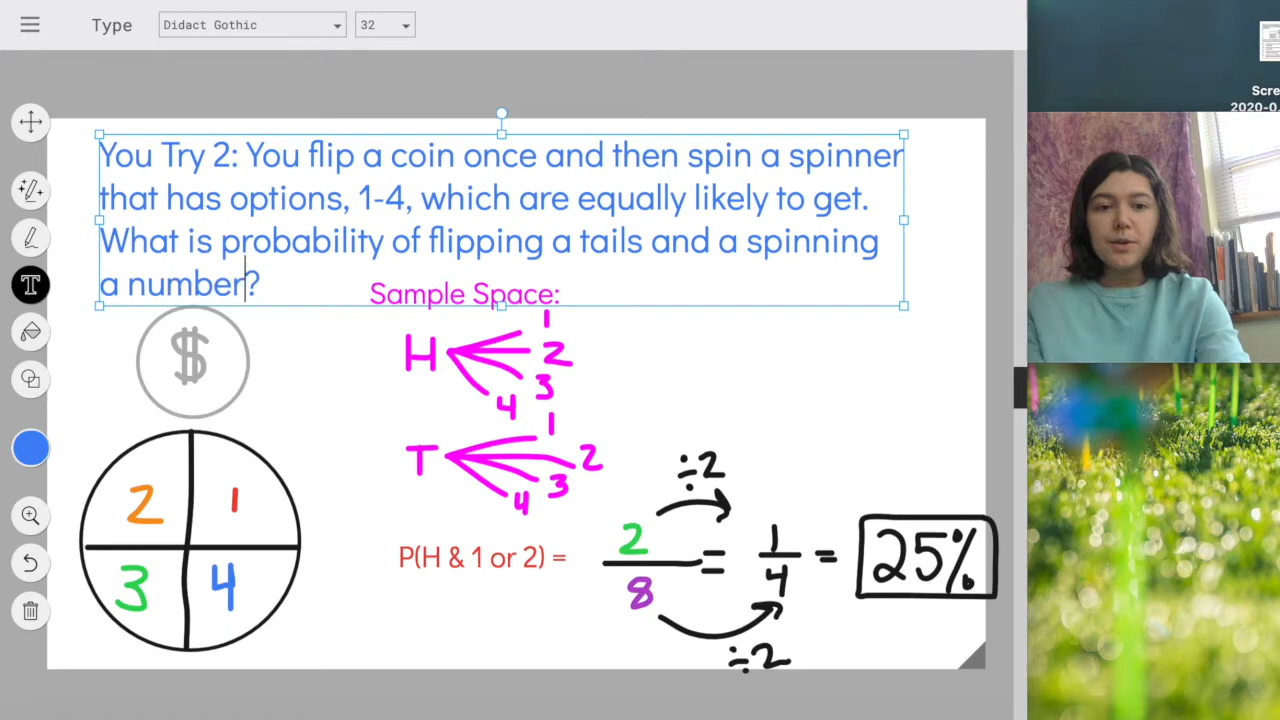 Type
Didact Gothic
32
Scre
2020-0
You Try 2: You flip a coin once and then spin a spinner
that has options, 1-4, which are equally likely to get.
What is probability of flipping a tails and a spinning
a number?
Sample Space:
$
H 1 2 3 4
T 1 2 3 4
2 1
3 4
÷2
P(H & 1 or 2) = 2/8 = 1/4 = 25%
÷2
T